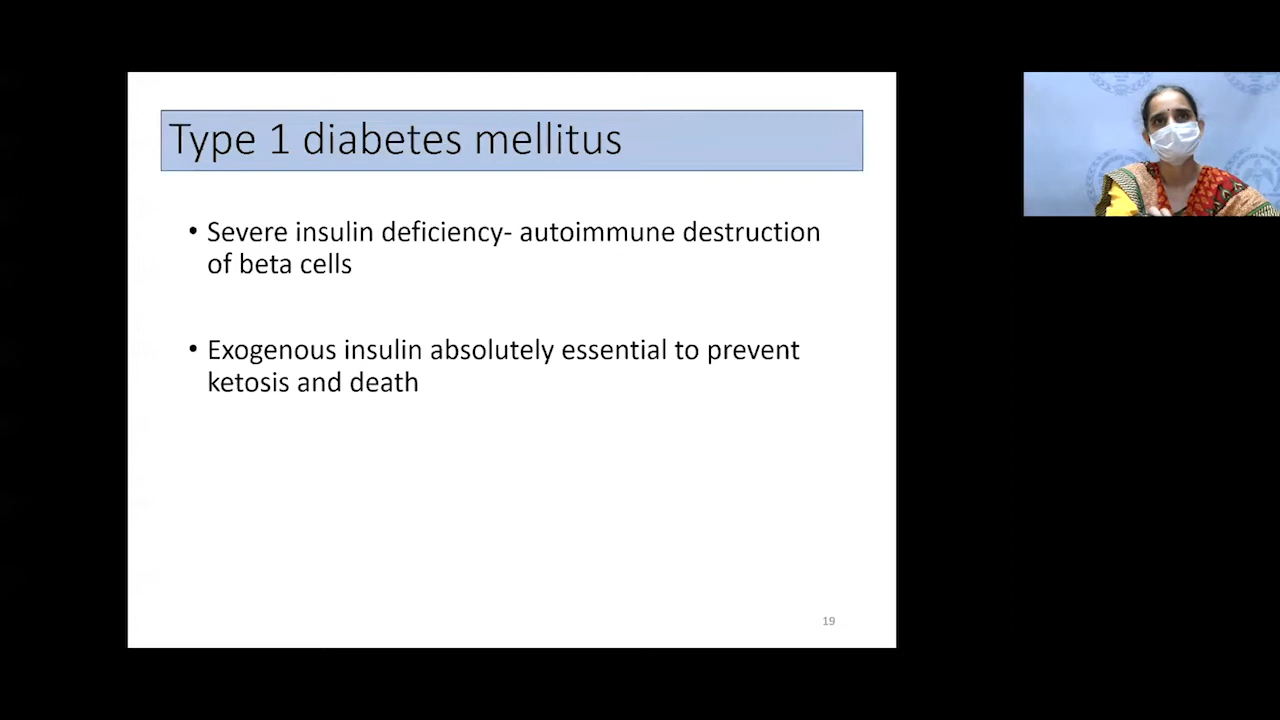 Type 1 diabetes mellitus
• Severe insulin deficiency- autoimmune destruction
of beta cells
• Exogenous insulin absolutely essential to prevent
ketosis and death
19